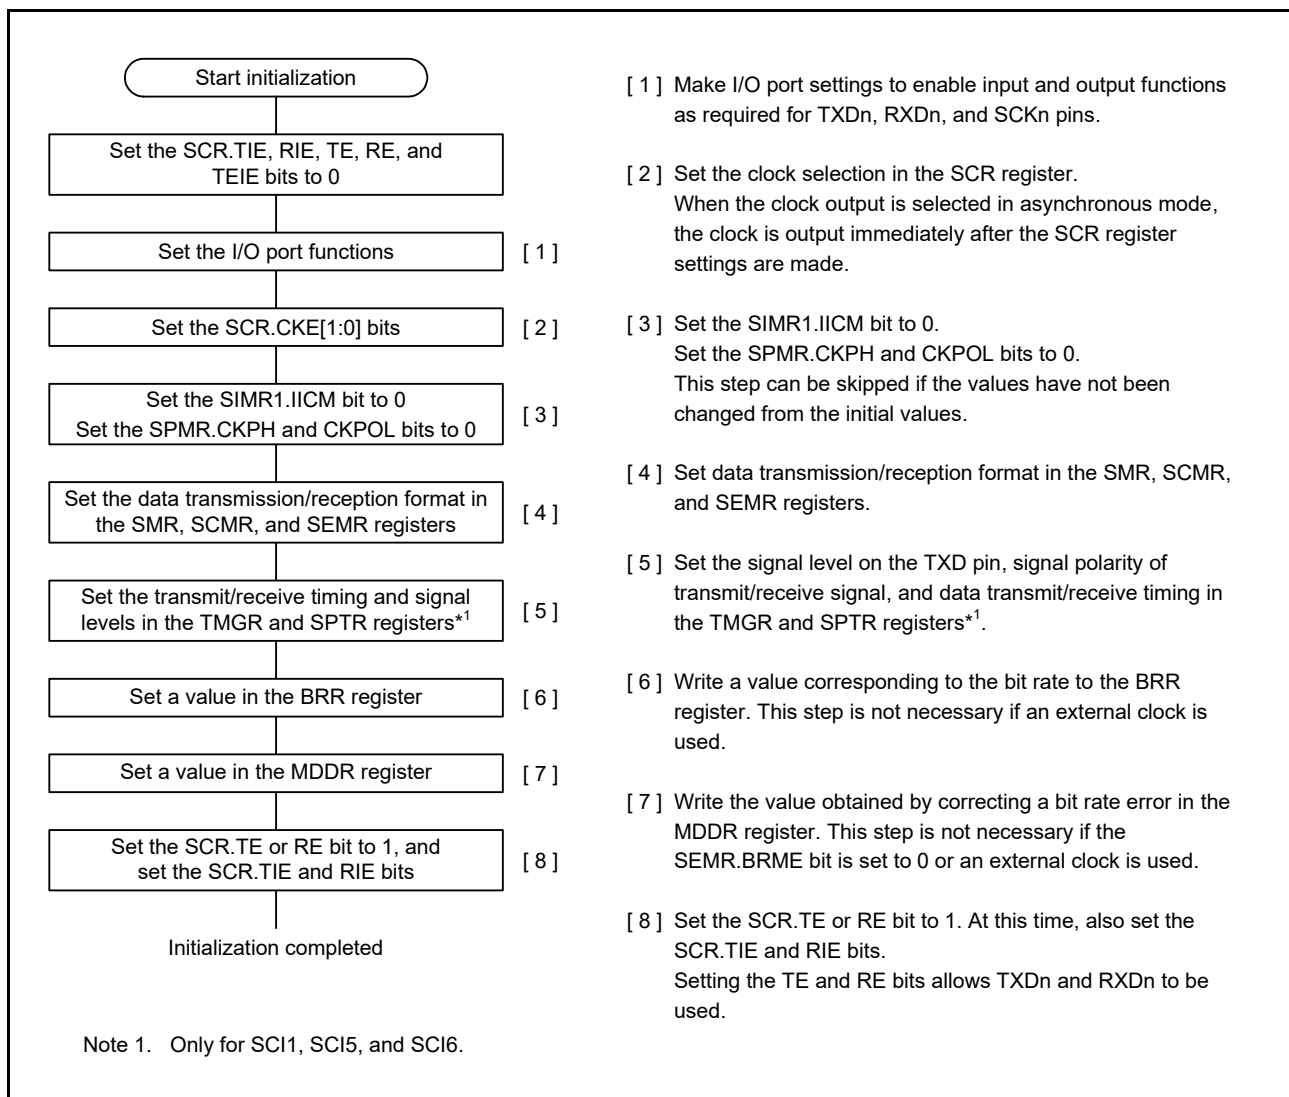 Start initialization
Set the SCR.TIE, RIE, TE, RE, and
TEIE bits to 0
Set the I/O port functions
[ 1 ]
Set the SCR.CKE[1:0] bits
[ 2 ]
Set the SIMR1.IICM bit to 0
Set the SPMR.CKPH and CKPOL bits to 0
[ 3 ]
Set the data transmission/reception format in
the SMR, SCMR, and SEMR registers
[ 4 ]
Set the transmit/receive timing and signal
levels in the TMGR and SPTR registers*1
[ 5 ]
Set a value in the BRR register
[ 6 ]
Set a value in the MDDR register
[ 7 ]
Set the SCR.TE or RE bit to 1, and
set the SCR.TIE and RIE bits
[ 8 ]
Initialization completed
Note 1. Only for SCI1, SCI5, and SCI6.
[ 1 ] Make I/O port settings to enable input and output functions
as required for TXDn, RXDn, and SCKn pins.
[ 2 ] Set the clock selection in the SCR register.
When the clock output is selected in asynchronous mode,
the clock is output immediately after the SCR register
settings are made.
[ 3 ] Set the SIMR1.IICM bit to 0.
Set the SPMR.CKPH and CKPOL bits to 0.
This step can be skipped if the values have not been
changed from the initial values.
[ 4 ] Set data transmission/reception format in the SMR, SCMR,
and SEMR registers.
[ 5 ] Set the signal level on the TXD pin, signal polarity of
transmit/receive signal, and data transmit/receive timing in
the TMGR and SPTR registers*1.
[ 6 ] Write a value corresponding to the bit rate to the BRR
register. This step is not necessary if an external clock is
used.
[ 7 ] Write the value obtained by correcting a bit rate error in the
MDDR register. This step is not necessary if the
SEMR.BRME bit is set to 0 or an external clock is used.
[ 8 ] Set the SCR.TE or RE bit to 1. At this time, also set the
SCR.TIE and RIE bits.
Setting the TE and RE bits allows TXDn and RXDn to be
used.